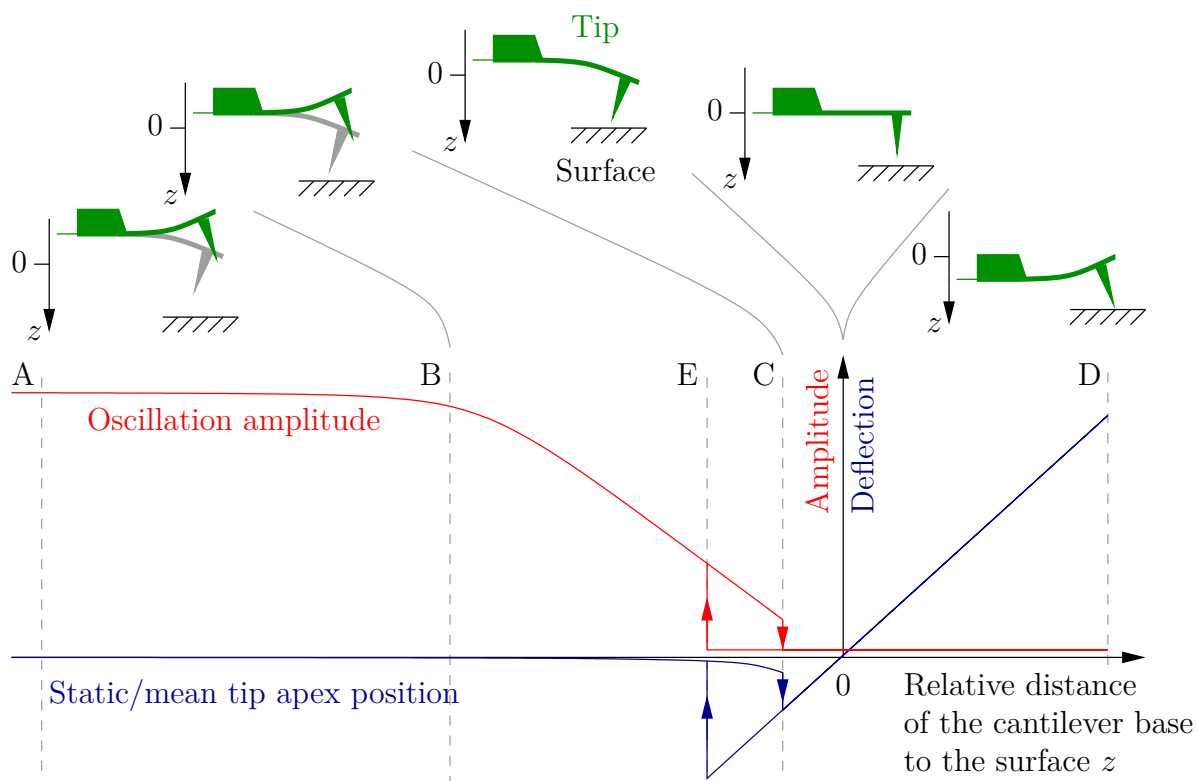 Tip
0
z
0
z
0
z
Surface
0
z
0
z
A
B
E
C
D
Oscillation amplitude
Amplitude
Deflection
Static/mean tip apex position
0
Relative distance
of the cantilever base
to the surface z